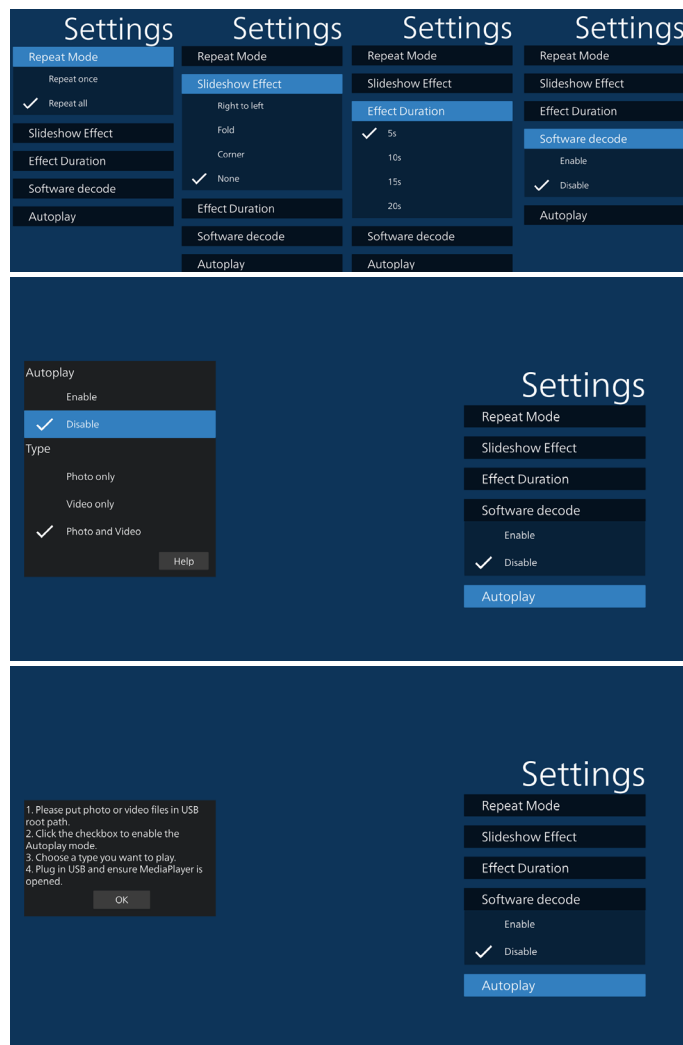 Settings
Repeat Mode
Repeat once
Repeat all
Slideshow Effect
Effect Duration
Software decode
Autoplay
Settings
Repeat Mode
Slideshow Effect
Right to left
Fold
Corner
None
Effect Duration
Software decode
Autoplay
Settings
Repeat Mode
Slideshow Effect
Effect Duration
5s
10s
15s
20s
Software decode
Autoplay
Settings
Repeat Mode
Slideshow Effect
Effect Duration
Software decode
Enable
Disable
Autoplay
Autoplay
Enable
Disable
Type
Photo only
Video only
Photo and Video
Help
Settings
Repeat Mode
Slideshow Effect
Effect Duration
Software decode
Enable
Disable
Autoplay
1. Please put photo or video files in USB
root path.
2. Click the checkbox to enable the
Autoplay mode.
3. Choose a type you want to play.
4. Plug in USB and ensure MediaPlayer is
opened.
OK
Settings
Repeat Mode
Slideshow Effect
Effect Duration
Software decode
Enable
Disable
Autoplay